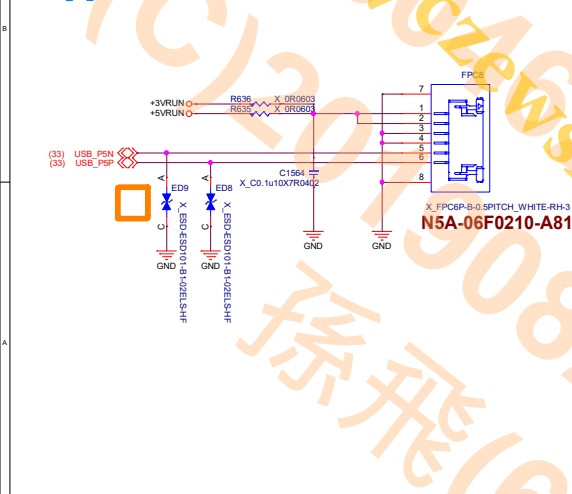 B
FPC8
7
+3VRUN R636 X_0R0603
+5VRUN R635 X_0R0603
1
2
3
4
(33) USB_P5N 5
(33) USB_P5P 6
C1564
X_C0.1u10X7R0402
8
A ED9
A ED8
X_ESD-ESD101-B1-02ELS-HF
X_ESD-ESD101-B1-02ELS-HF
C
C
X_FPC6P-B-0.5PITCH_WHITE-RH-3
N5A-06F0210-A81
GND
GND
GND
GND
A
孫飛(6